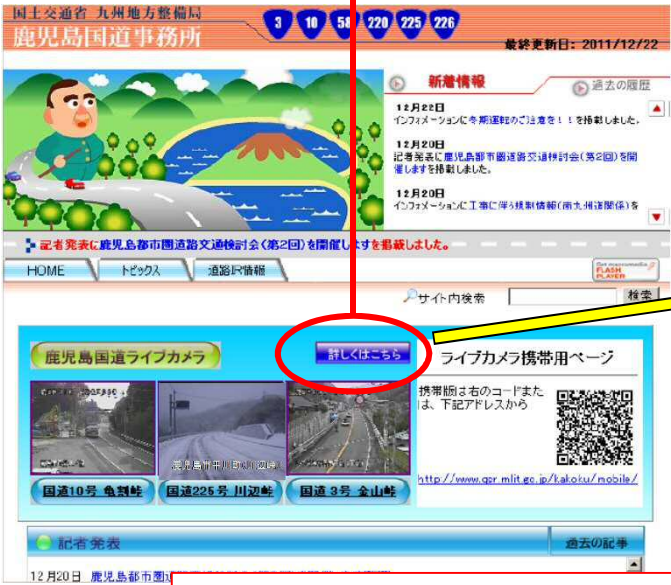 国土交通省 九州地方整備局
鹿児島国道事務所
3 10 58 220 225 226
最終更新日: 2011/12/22
新着情報
過去の履歴
12月22日
インフォメーションに冬期運転のご注意を！！を掲載しました。
12月20日
記者発表に鹿児島都市圏道路交通検討会(第2回)を開
催しますを掲載しました。
12月20日
インフォメーションに工事に伴う規制情報(南九州道関係)を
記者発表に鹿児島都市圏道路交通検討会(第2回)を開催しますを掲載しました。
HOME トピックス 道路IR情報
Get macromedia
FLASH
PLAYER
サイト内検索 検索
鹿児島国道ライブカメラ
詳しくはこちら
ライブカメラ携帯用ページ
携帯版は右のコードまた
は、下記アドレスから
http://www.qsr.mlit.go.jp/kakoku/mobile/
国道10号 亀割峠 国道225号 川辺峠 国道3号 金山峠
記者発表
過去の記事
12月20日 鹿児島都市圏道